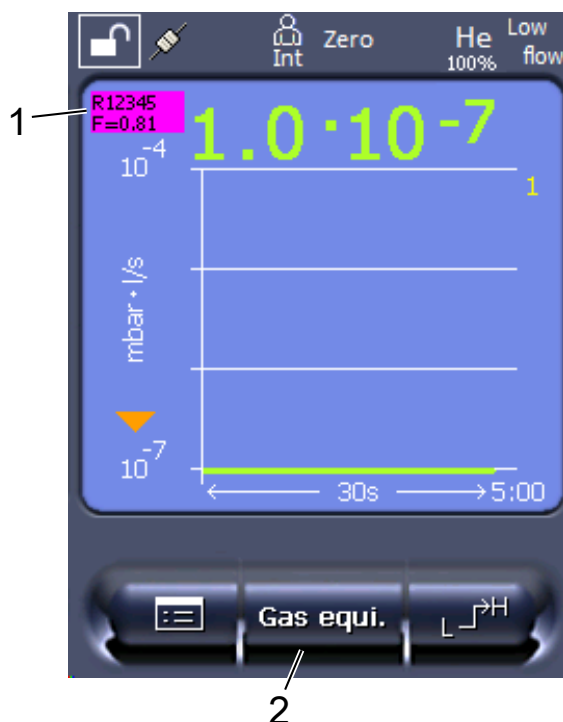 Int
Zero
He
100%
Low
flow
1
R12345
F=0.81
1.0·10-7
10-4
1
mbar·l/s
10-7
30s
5:00
Gas equi.
L
H
2